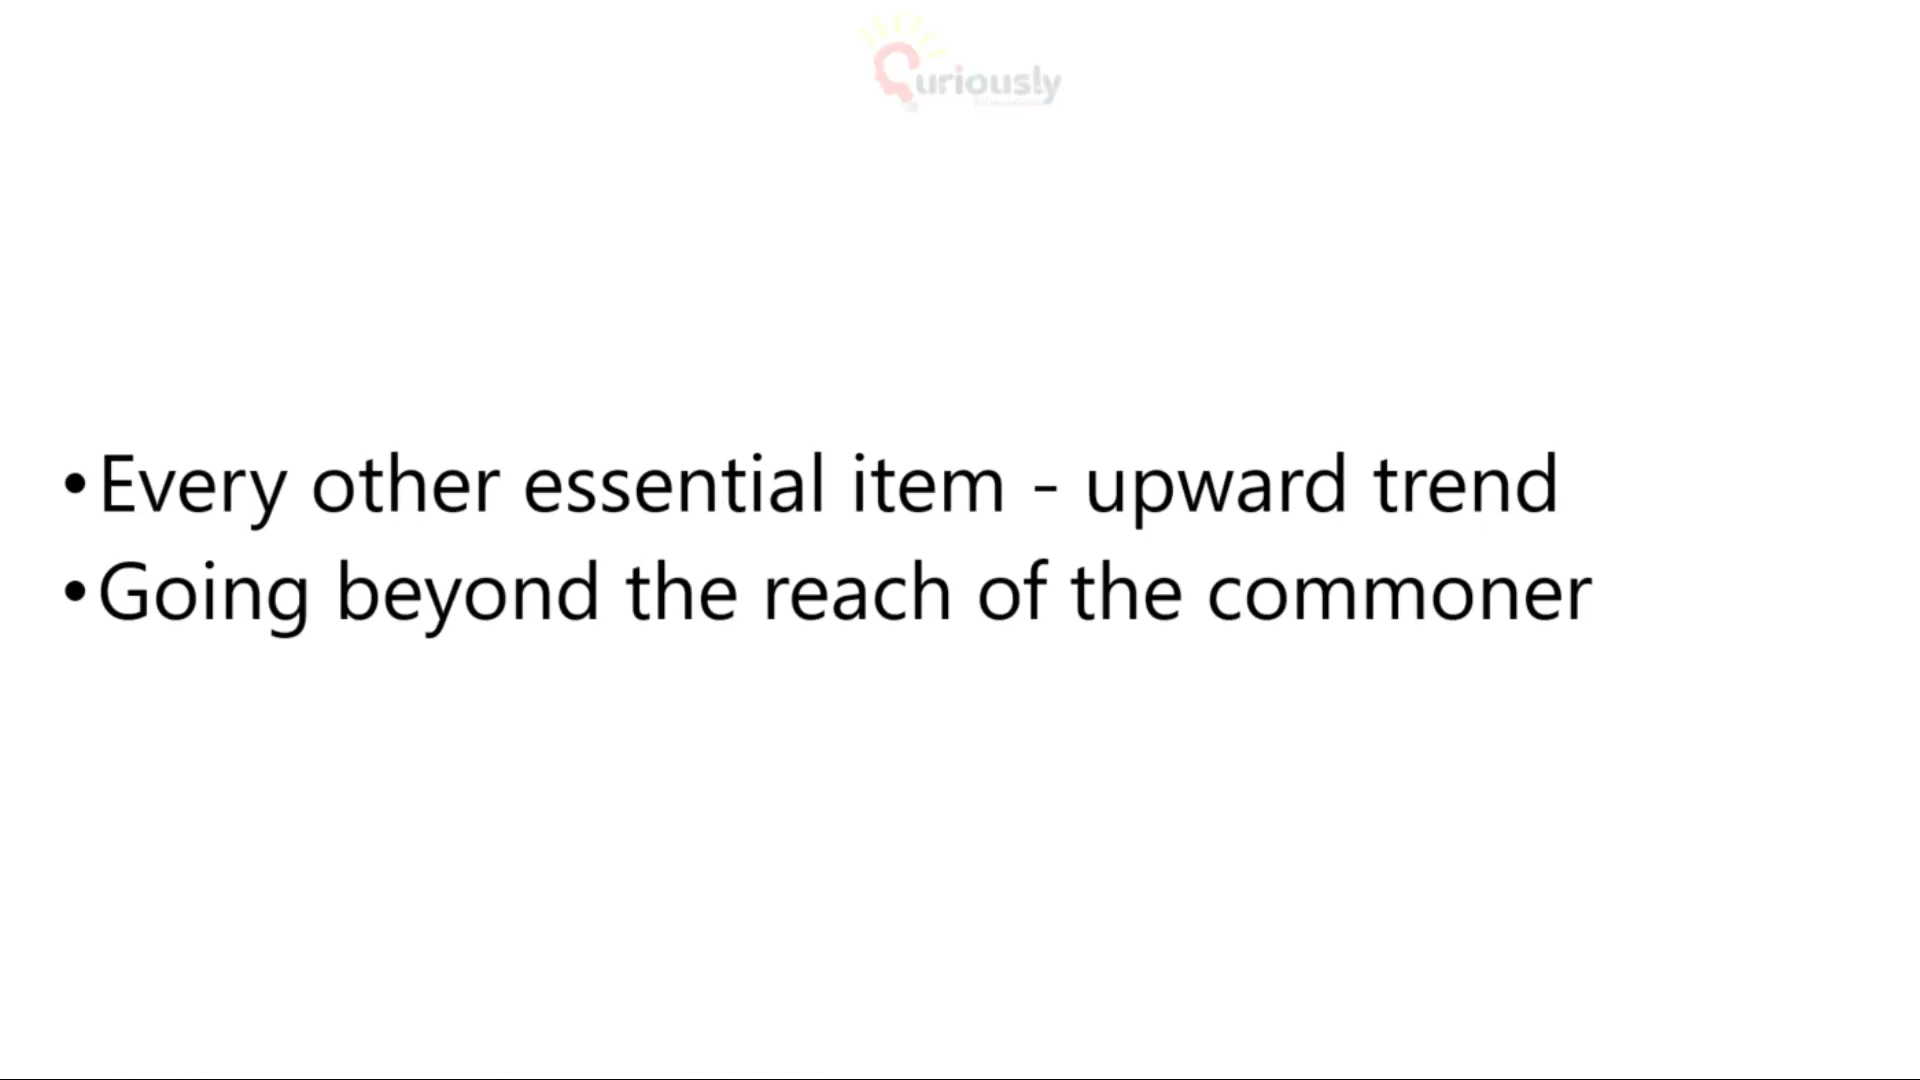 Curiously
•Every other essential item - upward trend
•Going beyond the reach of the commoner